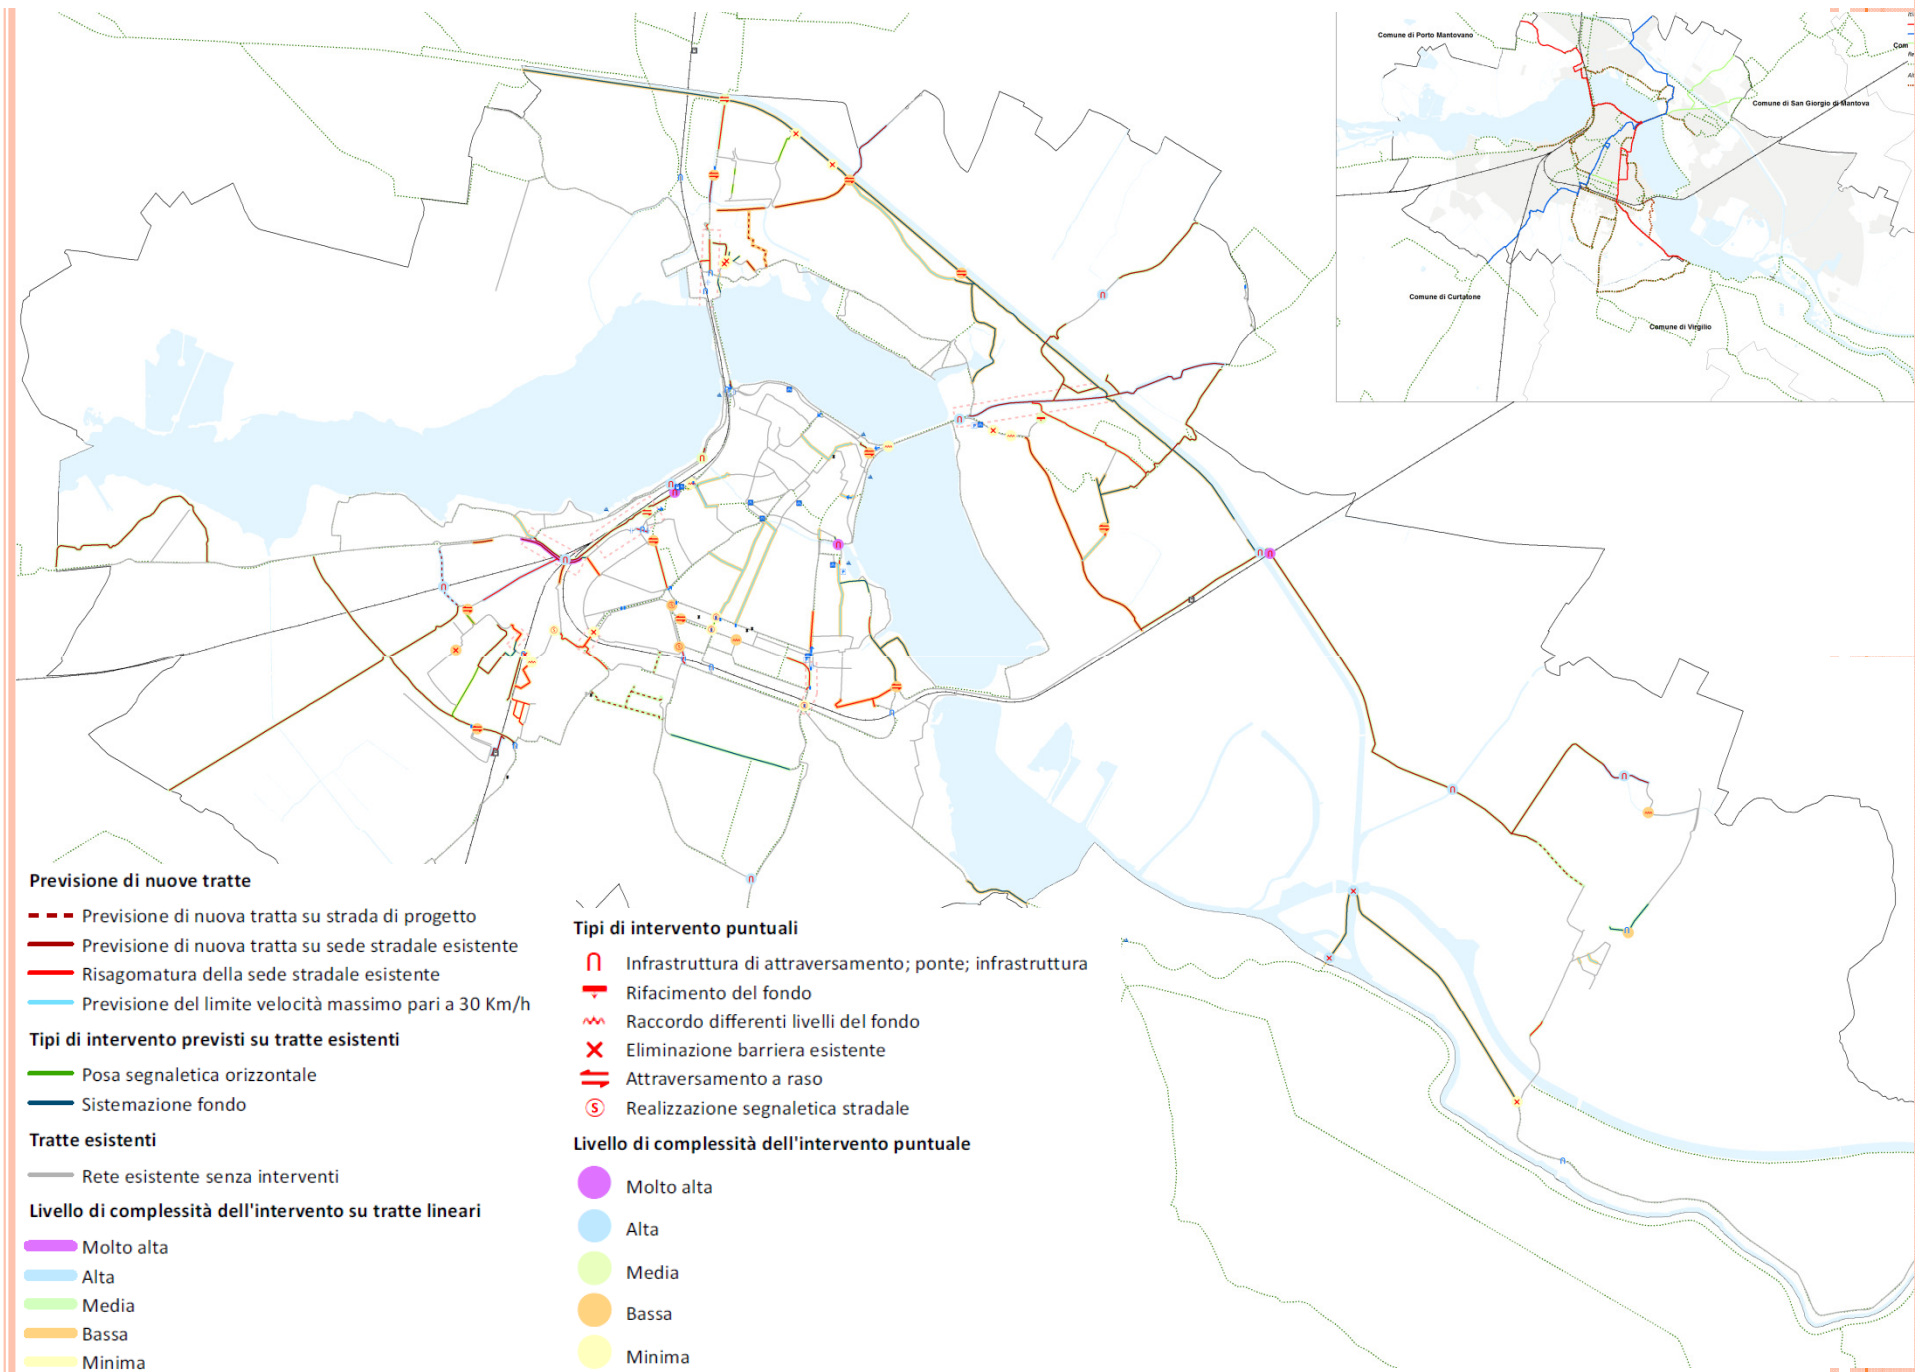 Comune di Porto Mantovano
Com
Comune di San Giorgio di Mantova
Comune di Curtatone
Comune di Virgilio
Previsione di nuove tratte
Previsione di nuova tratta su strada di progetto
Previsione di nuova tratta su sede stradale esistente
Risagomatura della sede stradale esistente
Previsione del limite velocità massimo pari a 30 Km/h
Tipi di intervento previsti su tratte esistenti
Posa segnaletica orizzontale
Sistemazione fondo
Tratte esistenti
Rete esistente senza interventi
Livello di complessità dell'intervento su tratte lineari
Molto alta
Alta
Media
Bassa
Minima
Tipi di intervento puntuali
Infrastruttura di attraversamento; ponte; infrastruttura
Rifacimento del fondo
Raccordo differenti livelli del fondo
Eliminazione barriera esistente
Attraversamento a raso
S Realizzazione segnaletica stradale
Livello di complessità dell'intervento puntuale
Molto alta
Alta
Media
Bassa
Minima